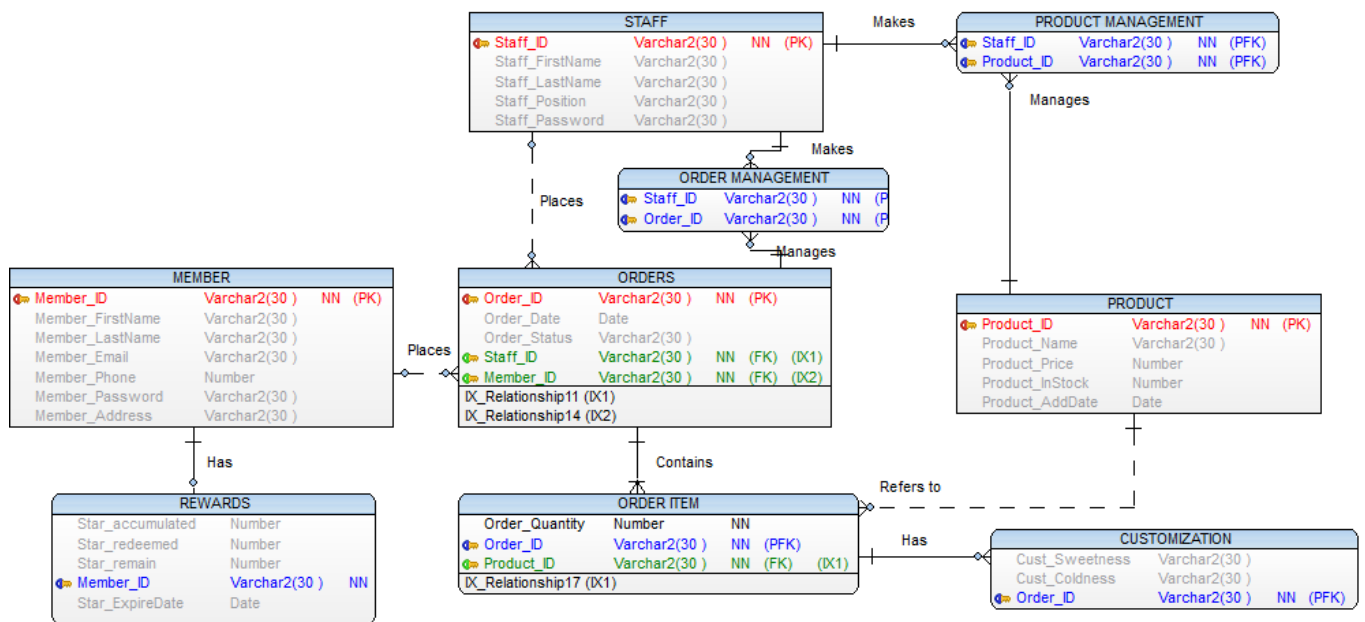 STAFF
Staff_ID Varchar2(30 ) NN (PK)
Staff_FirstName Varchar2(30 )
Staff_LastName Varchar2(30 )
Staff_Position Varchar2(30 )
Staff_Password Varchar2(30 )
Makes
PRODUCT MANAGEMENT
Staff_ID Varchar2(30 ) NN (PFK)
Product_ID Varchar2(30 ) NN (PFK)
Manages
Makes
ORDER MANAGEMENT
Staff_ID Varchar2(30 ) NN (P
Order_ID Varchar2(30 ) NN (P
Places
Manages
MEMBER
Member_ID Varchar2(30 ) NN (PK)
Member_FirstName Varchar2(30 )
Member_LastName Varchar2(30 )
Member_Email Varchar2(30 )
Member_Phone Number
Member_Password Varchar2(30 )
Member_Address Varchar2(30 )
Places
ORDERS
Order_ID Varchar2(30 ) NN (PK)
Order_Date Date
Order_Status Varchar2(30 )
Staff_ID Varchar2(30 ) NN (FK) (IX1)
Member_ID Varchar2(30 ) NN (FK) (IX2)
IX_Relationship11 (IX1)
IX_Relationship14 (IX2)
PRODUCT
Product_ID Varchar2(30 ) NN (PK)
Product_Name Varchar2(30 )
Product_Price Number
Product_InStock Number
Product_AddDate Date
Has
Contains
Refers to
REWARDS
Star_accumulated Number
Star_redeemed Number
Star_remain Number
Member_ID Varchar2(30 ) NN
Star_ExpireDate Date
ORDER ITEM
Order_Quantity Number NN
Order_ID Varchar2(30 ) NN (PFK)
Product_ID Varchar2(30 ) NN (FK) (IX1)
IX_Relationship17 (IX1)
Has
CUSTOMIZATION
Cust_Sweetness Varchar2(30 )
Cust_Coldness Varchar2(30 )
Order_ID Varchar2(30 ) NN (PFK)